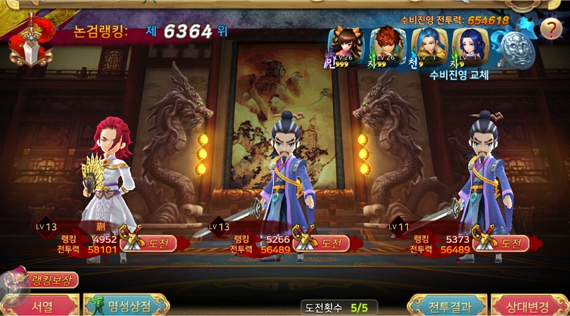 논검랭킹: 제 6364 위
수비진영 전투력: 654618
?
LV.26
LV.26
수비진영 교체
LV 13
랭킹 4952
전투력 58101
도전
LV 13
랭킹 5266
전투력 56489
도전
LV 11
랭킹 5373
전투력 56489
도전
랭킹보상
서열
명성상점
도전횟수 5/5
전투결과
상대변경